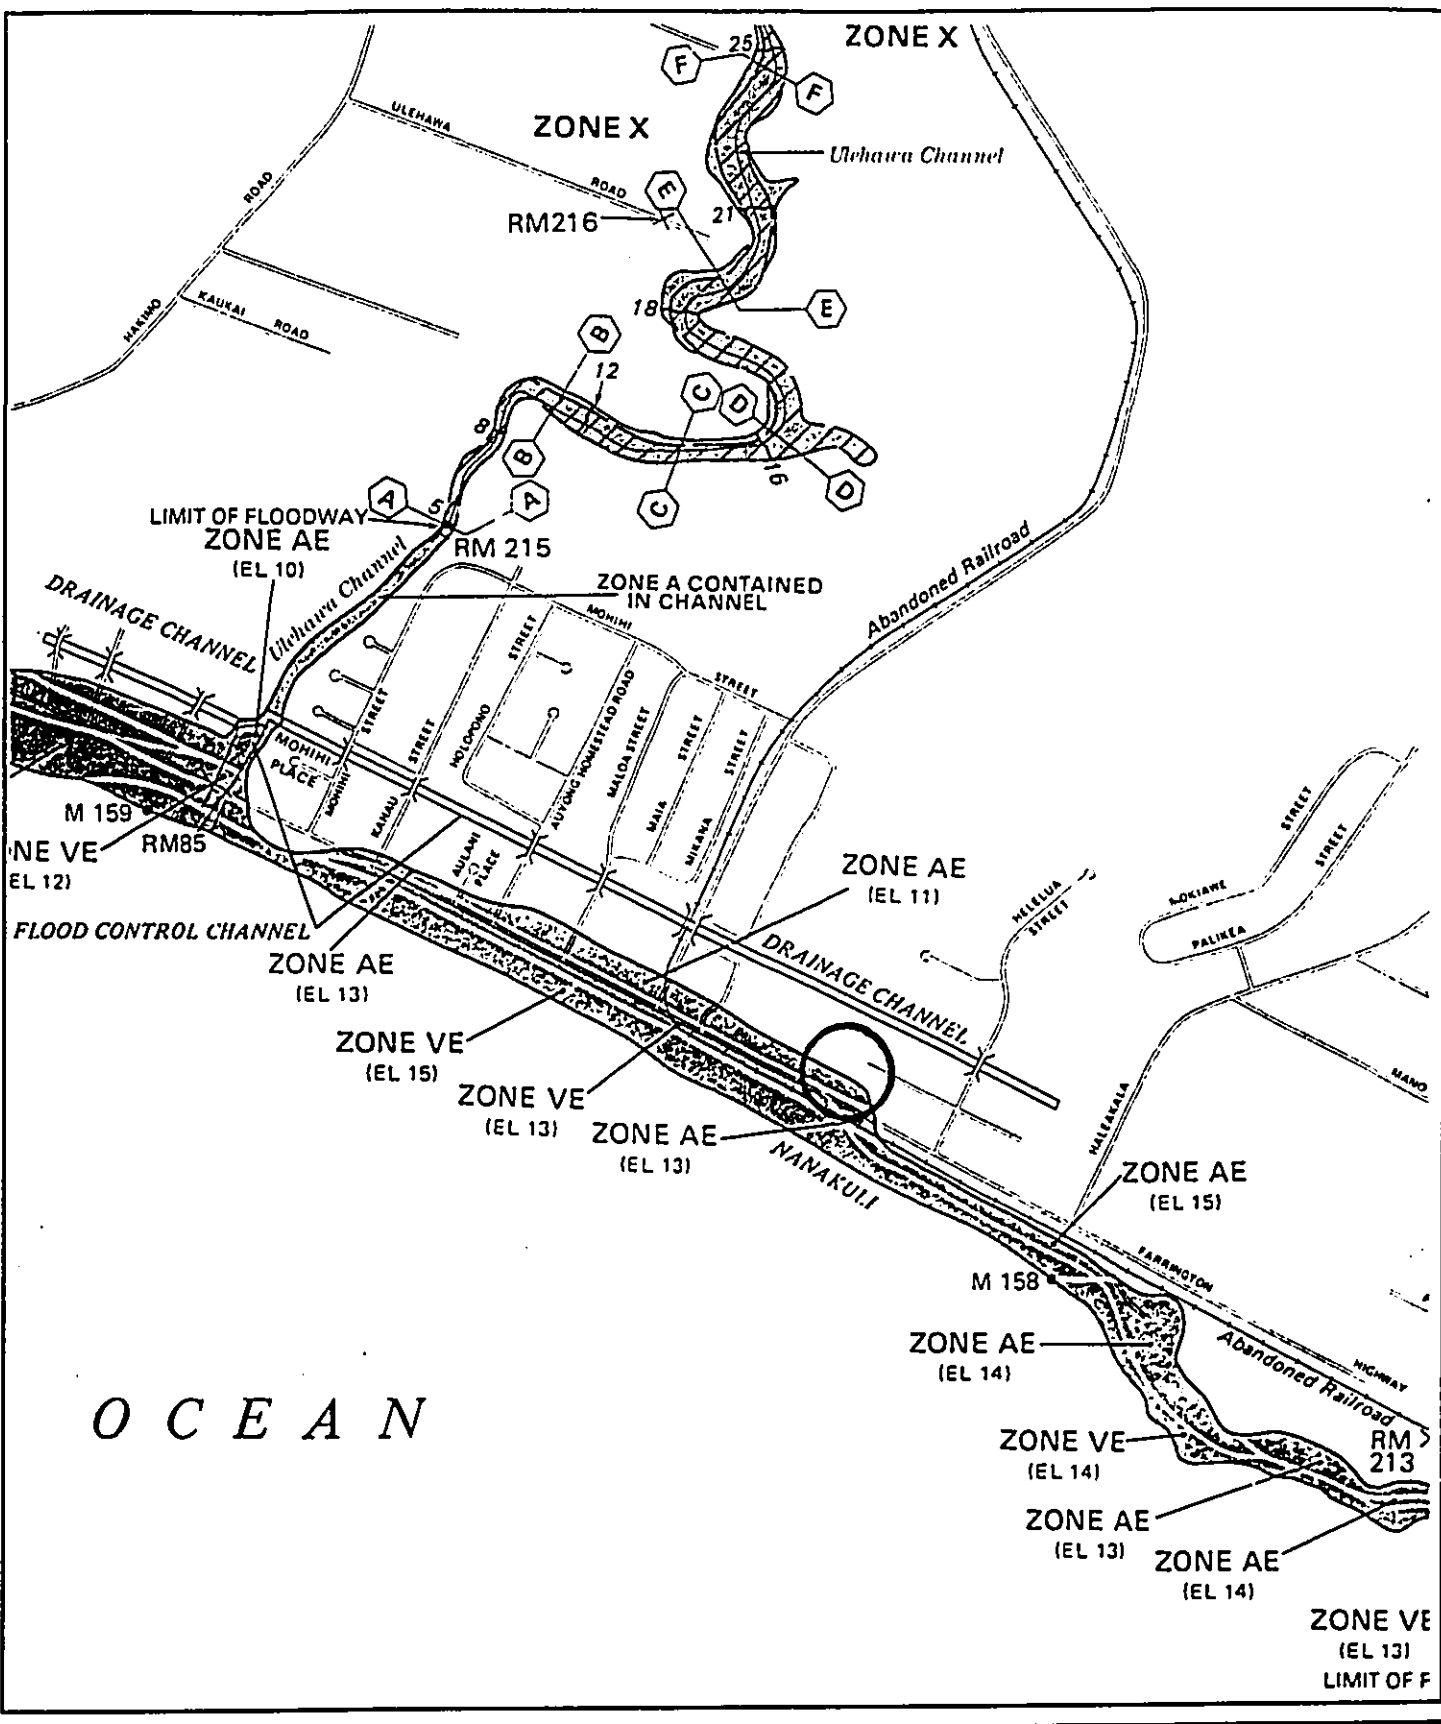 ZONE X
25
F
F
ULEHAWA
ROAD
ZONE X
Ulehawa Channel
E
RM216
21
ROAD
HAKIMO
KAUKAI
ROAD
18
E
B
12
C
D
8
B
16
A
5
A
C
D
LIMIT OF FLOODWAY
ZONE AE
(EL 10)
RM 215
Ulehawa Channel
ZONE A CONTAINED
IN CHANNEL
DRAINAGE CHANNEL
Abandoned Railroad
MOHIHI
STREET
STREET
HOLOPONO
STREET
MOHIHI
STREET
KANAU
AUYONG HOMESTEAD ROAD
MALOA STREET
STREET
MAIA
STREET
MIKANA
MOHIHI
PLACE
AULANI
PLACE
M 159
RM85
NE VE
EL 12)
FLOOD CONTROL CHANNEL
ZONE AE
(EL 13)
ZONE AE
(EL 11)
DRAINAGE CHANNEL
HELELUA
STREET
MOKIAWE
STREET
PALIKEA
STREET
MANO
HALEAKALA
ZONE VE
(EL 15)
ZONE VE
(EL 13)
ZONE AE
(EL 13)
NANAKULI
ZONE AE
(EL 15)
FARRINGTON
HIGHWAY
M 158
Abandoned Railroad
ZONE AE
(EL 14)
OCEAN
ZONE VE
(EL 14)
RM
213
ZONE AE
(EL 13)
ZONE AE
(EL 14)
ZONE VE
(EL 13)
LIMIT OF F